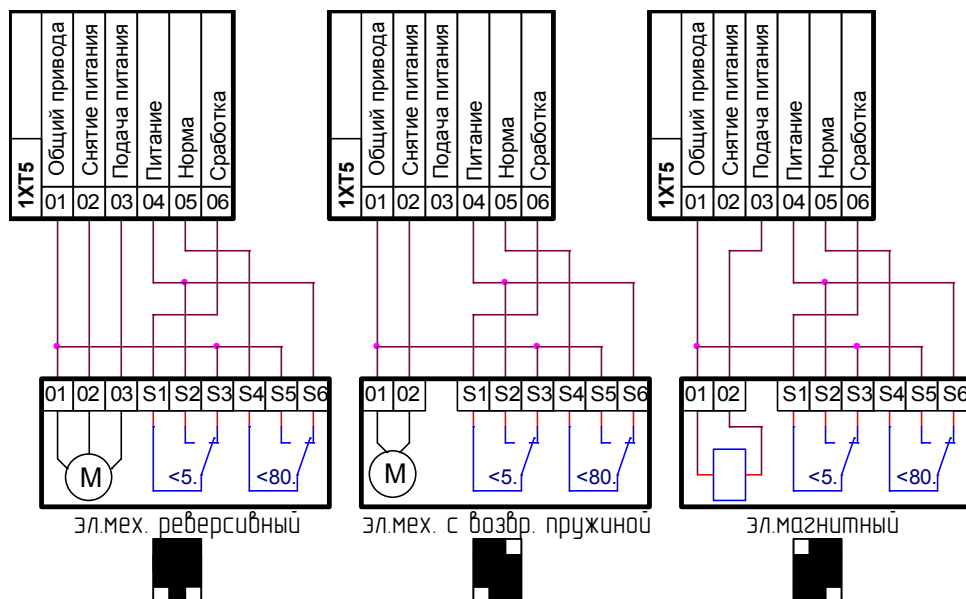 1XT5
Общий привода
Снятие питания
Подача питания
Питание
Норма
Сработка
01 02 03 04 05 06
01 02 03 S1 S2 S3 S4 S5 S6
M
<5.
<80.
эл.мех. реверсивный
1XT5
Общий привода
Снятие питания
Подача питания
Питание
Норма
Сработка
01 02 03 04 05 06
01 02 S1 S2 S3 S4 S5 S6
M
<5.
<80.
эл.мех. с возвр. пружиной
1XT5
Общий привода
Снятие питания
Подача питания
Питание
Норма
Сработка
01 02 03 04 05 06
01 02 S1 S2 S3 S4 S5 S6
<5.
<80.
эл.магнитный